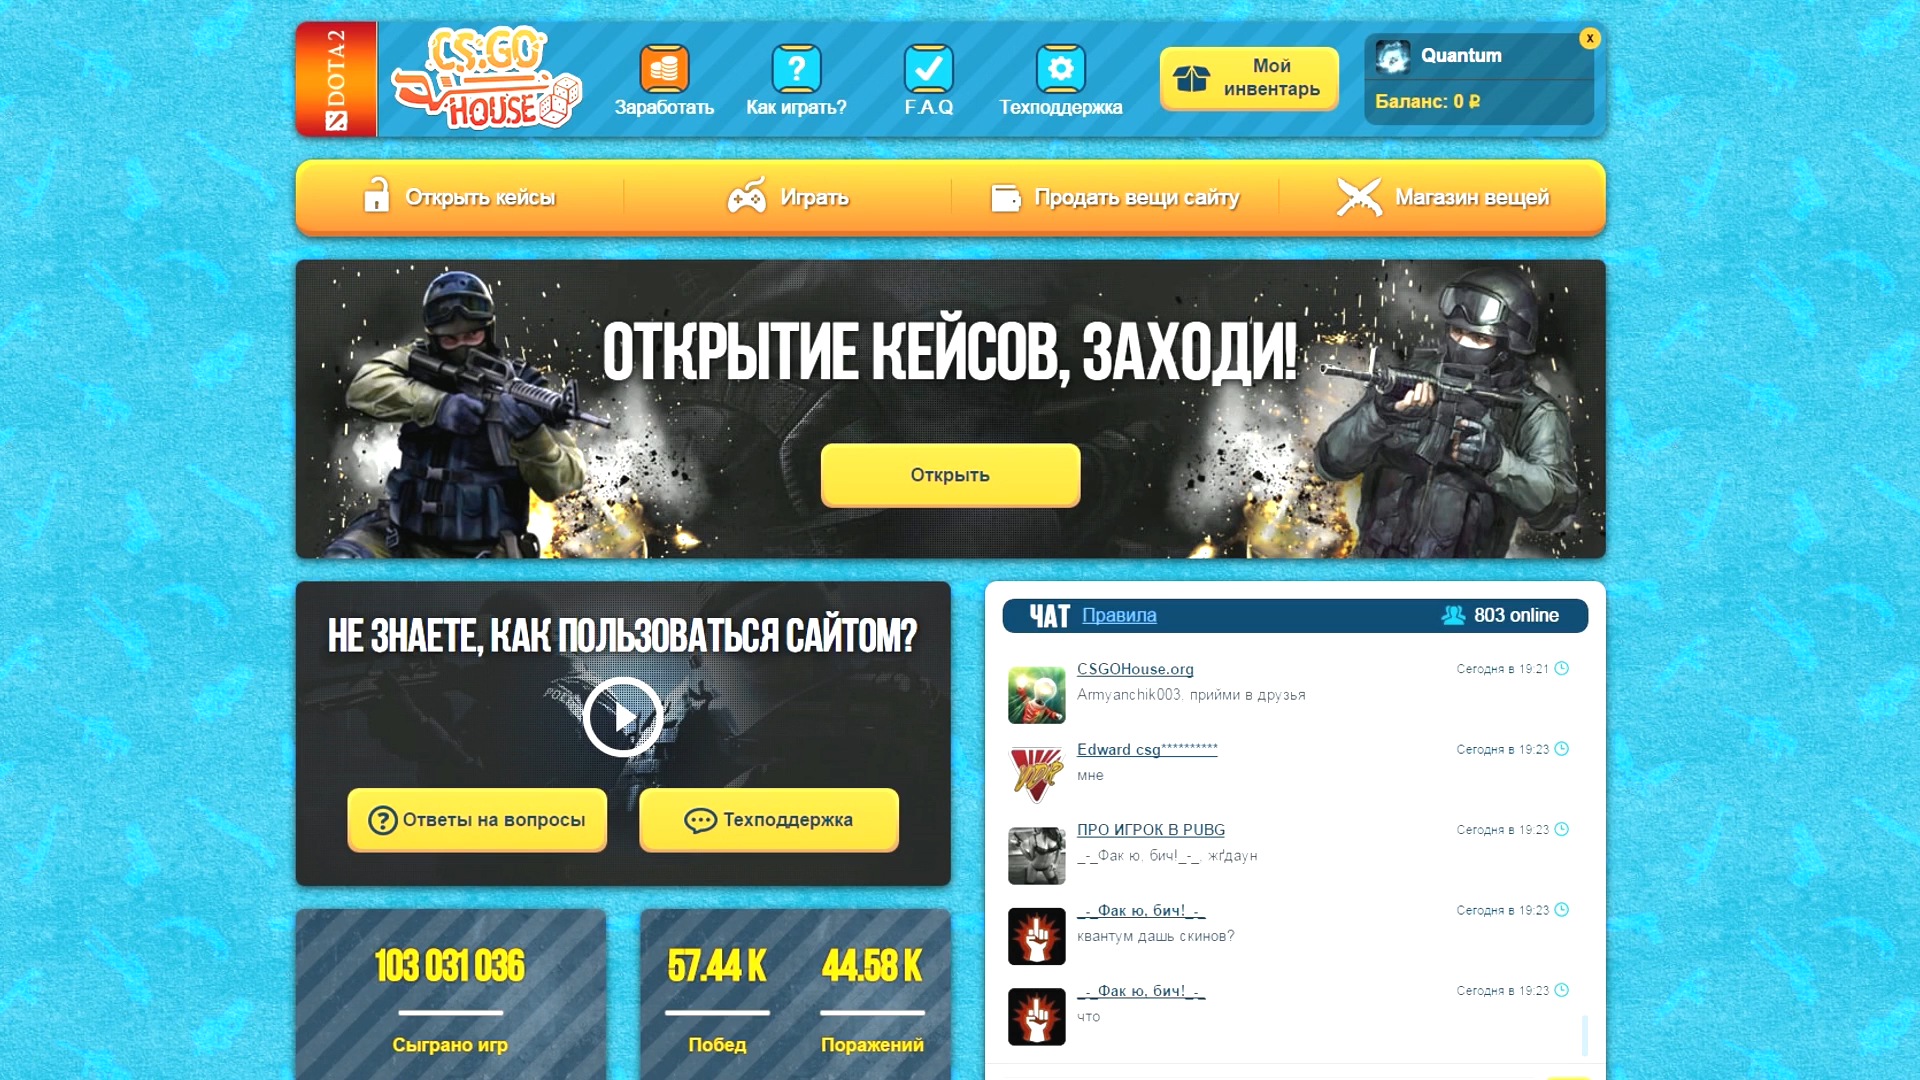 DOTA 2
CS:GO
HOUSE
Заработать
Как играть?
F.A.Q
Техподдержка
Мой
инвентарь
x
Quantum
Баланс: 0 ₽
Открыть кейсы
Играть
Продать вещи сайту
Магазин вещей
ОТКРЫТИЕ КЕЙСОВ, ЗАХОДИ!
Открыть
НЕ ЗНАЕТЕ, КАК ПОЛЬЗОВАТЬСЯ САЙТОМ?
Ответы на вопросы
Техподдержка
103 031 036
Сыграно игр
57.44 K
Побед
44.58 K
Поражений
ЧАТ Правила 803 online
CSGOHouse.org Сегодня в 19:21
Armyanchik003, прийми в друзья
Edward csg********** Сегодня в 19:23
мне
ПРО ИГРОК В PUBG Сегодня в 19:23
_-_Фак ю, бич!_-_, жґдаун
_-_Фак ю, бич!_-_ Сегодня в 19:23
квантум дашь скинов?
_-_Фак ю, бич!_-_ Сегодня в 19:23
что